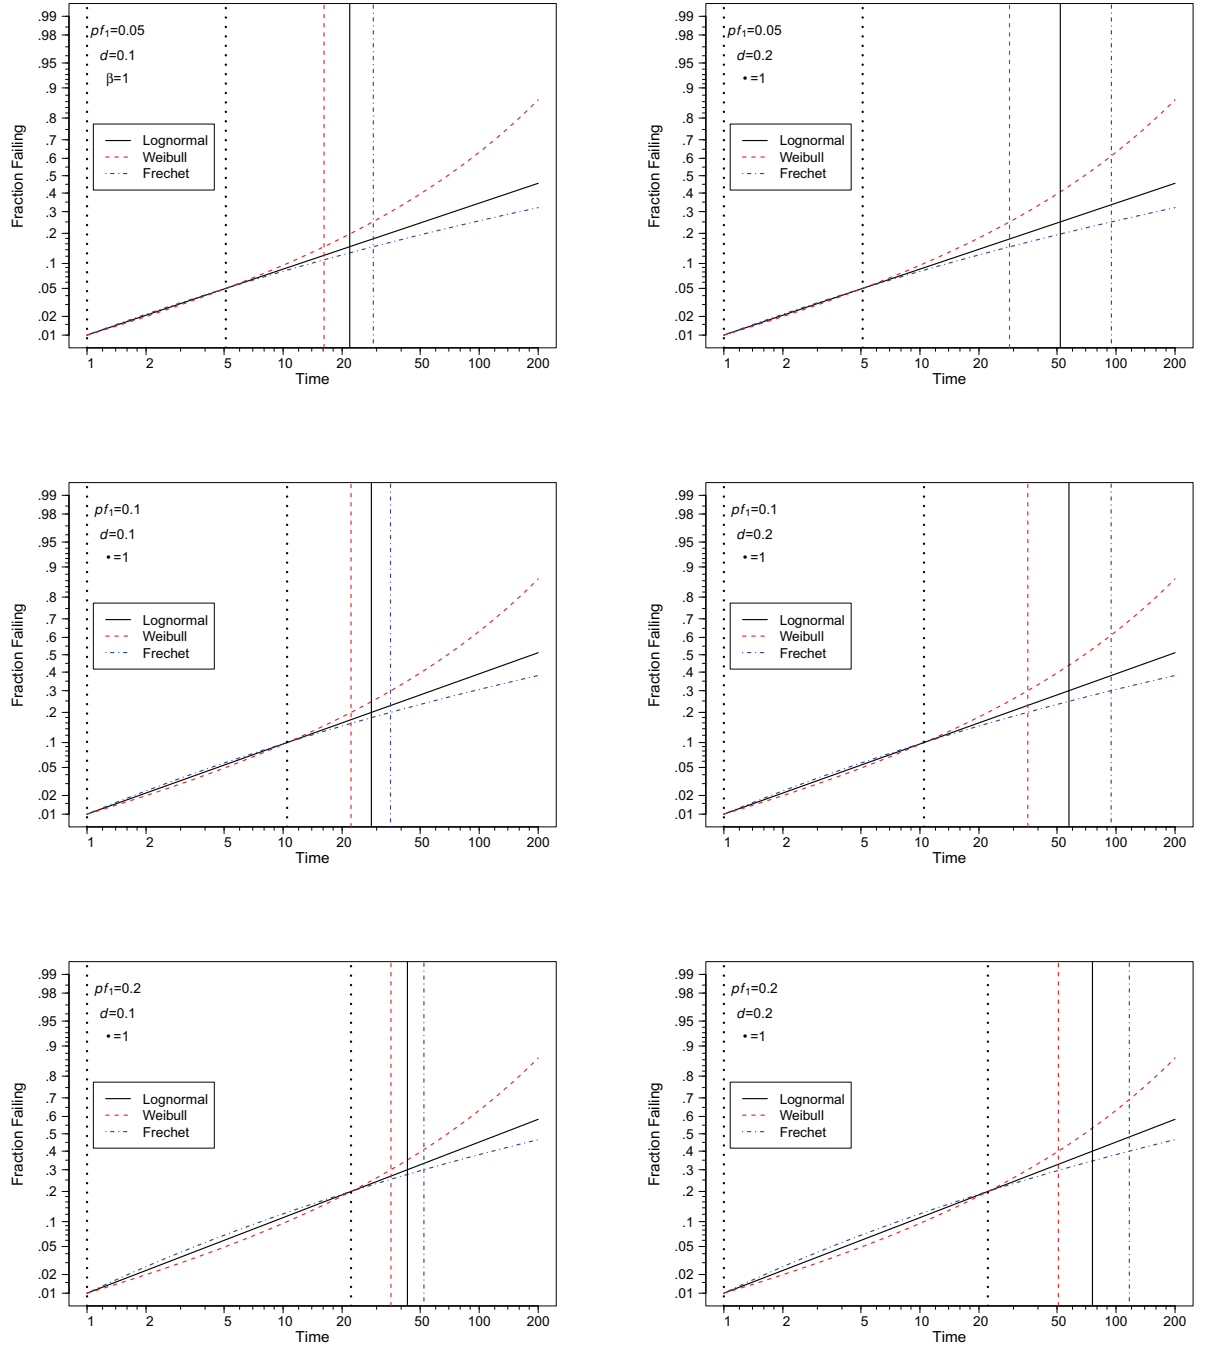 .99
.98
.95
.9
.8
.7
.6
.5
.4
.3
.2
.1
.05
.02
.01
Fraction Failing
pf1=0.05
d=0.1
β=1
Lognormal
Weibull
Frechet
1 2 5 10 20 50 100 200
Time
.99
.98
.95
.9
.8
.7
.6
.5
.4
.3
.2
.1
.05
.02
.01
Fraction Failing
pf1=0.05
d=0.2
•=1
Lognormal
Weibull
Frechet
1 2 5 10 20 50 100 200
Time
.99
.98
.95
.9
.8
.7
.6
.5
.4
.3
.2
.1
.05
.02
.01
Fraction Failing
pf1=0.1
d=0.1
•=1
Lognormal
Weibull
Frechet
1 2 5 10 20 50 100 200
Time
.99
.98
.95
.9
.8
.7
.6
.5
.4
.3
.2
.1
.05
.02
.01
Fraction Failing
pf1=0.1
d=0.2
•=1
Lognormal
Weibull
Frechet
1 2 5 10 20 50 100 200
Time
.99
.98
.95
.9
.8
.7
.6
.5
.4
.3
.2
.1
.05
.02
.01
Fraction Failing
pf1=0.2
d=0.1
•=1
Lognormal
Weibull
Frechet
1 2 5 10 20 50 100 200
Time
.99
.98
.95
.9
.8
.7
.6
.5
.4
.3
.2
.1
.05
.02
.01
Fraction Failing
pf1=0.2
d=0.2
•=1
Lognormal
Weibull
Frechet
1 2 5 10 20 50 100 200
Time